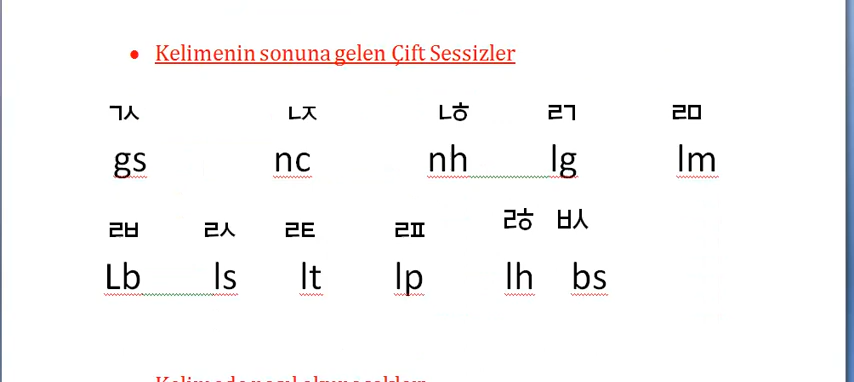 • Kelimenin sonuna gelen Çift Sessizler
ㄳ ㄵ ㄶ ㄺ ㄻ
gs nc nh lg lm
ㄼ ㄽ ㄾ ㄿ ㅀ ㅄ
Lb ls lt lp lh bs